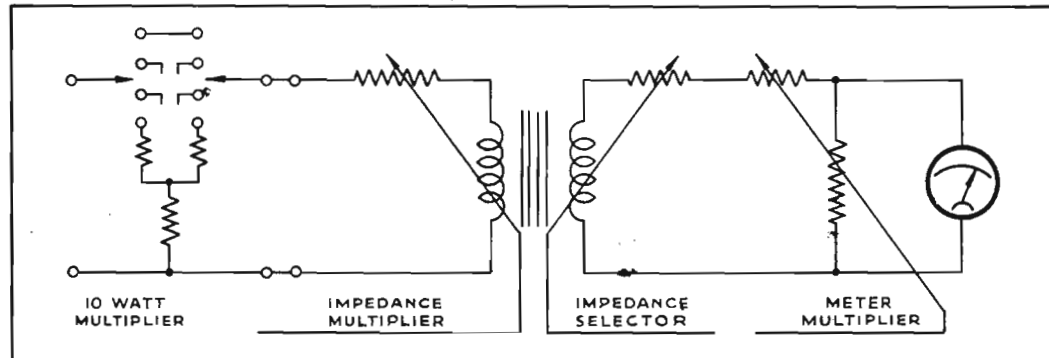 10 WATT
MULTIPLIER
IMPEDANCE
MULTIPLIER
IMPEDANCE
SELECTOR
METER
MULTIPLIER